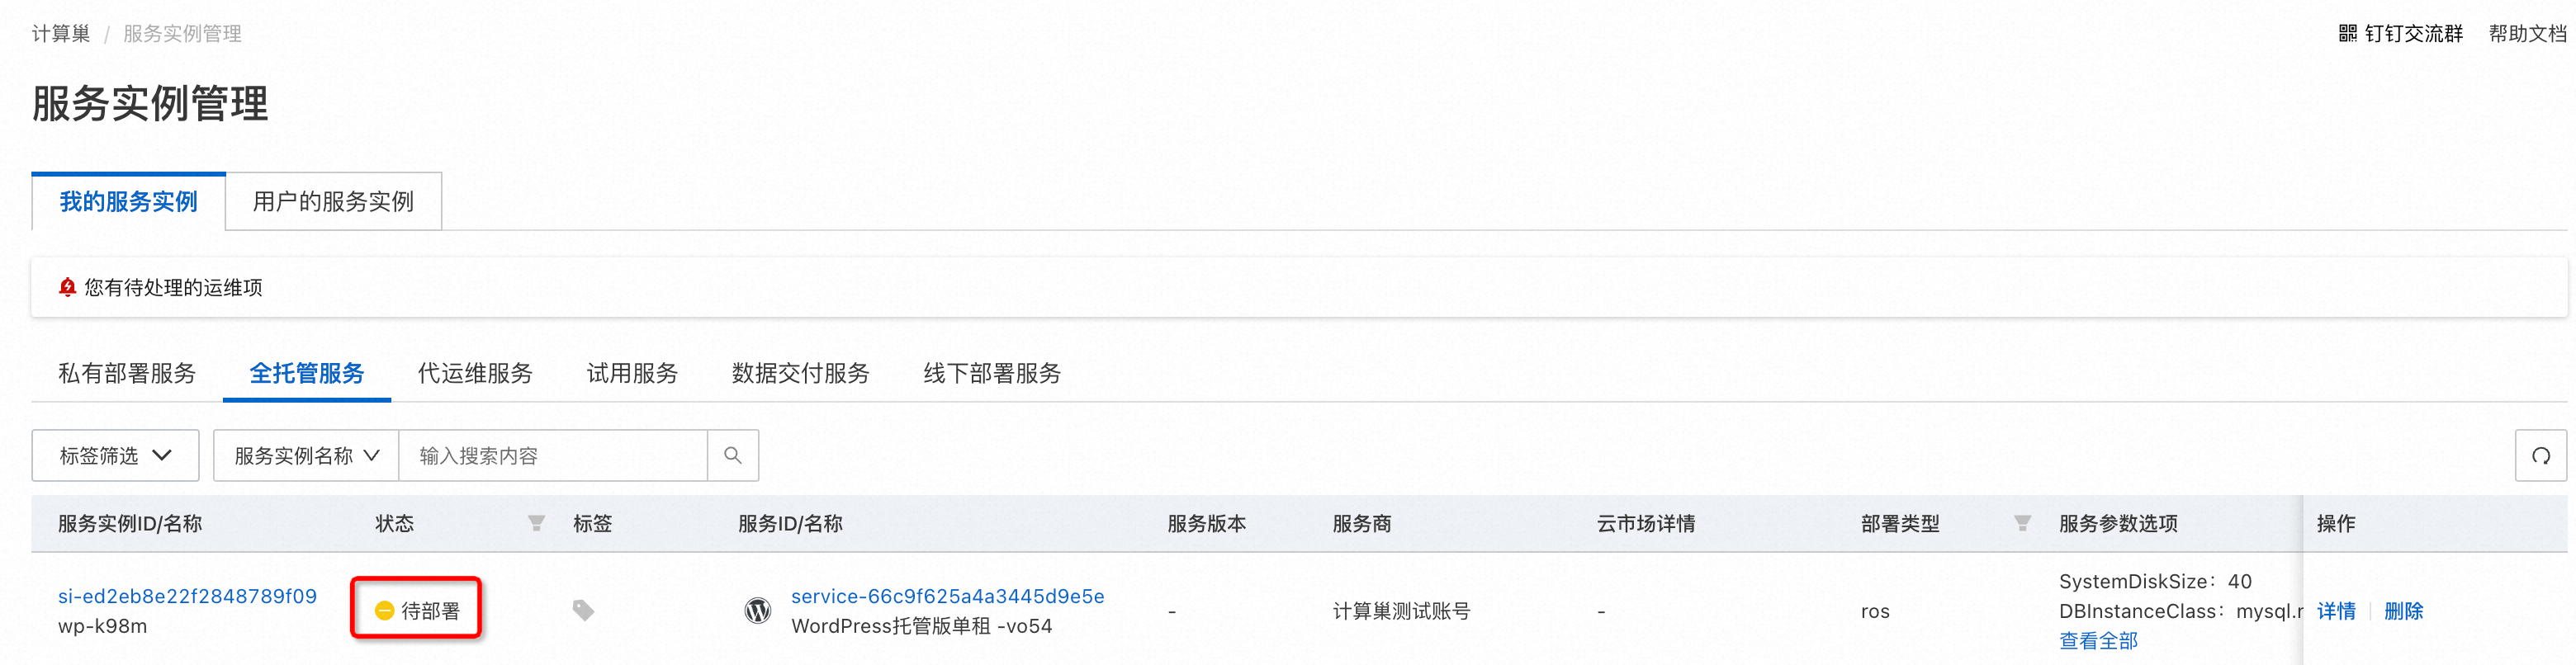 计算巢 / 服务实例管理
钉钉交流群 帮助文档
服务实例管理
我的服务实例 用户的服务实例
您有待处理的运维项
私有部署服务 全托管服务 代运维服务 试用服务 数据交付服务 线下部署服务
标签筛选 服务实例名称 输入搜索内容
服务实例ID/名称 状态 标签 服务ID/名称 服务版本 服务商 云市场详情 部署类型 服务参数选项 操作
si-ed2eb8e22f2848789f09
wp-k98m
待部署
service-66c9f625a4a3445d9e5e
WordPress托管版单租 -vo54
-
计算巢测试账号
-
ros
SystemDiskSize：40
DBInstanceClass：mysql.r
查看全部
详情 删除